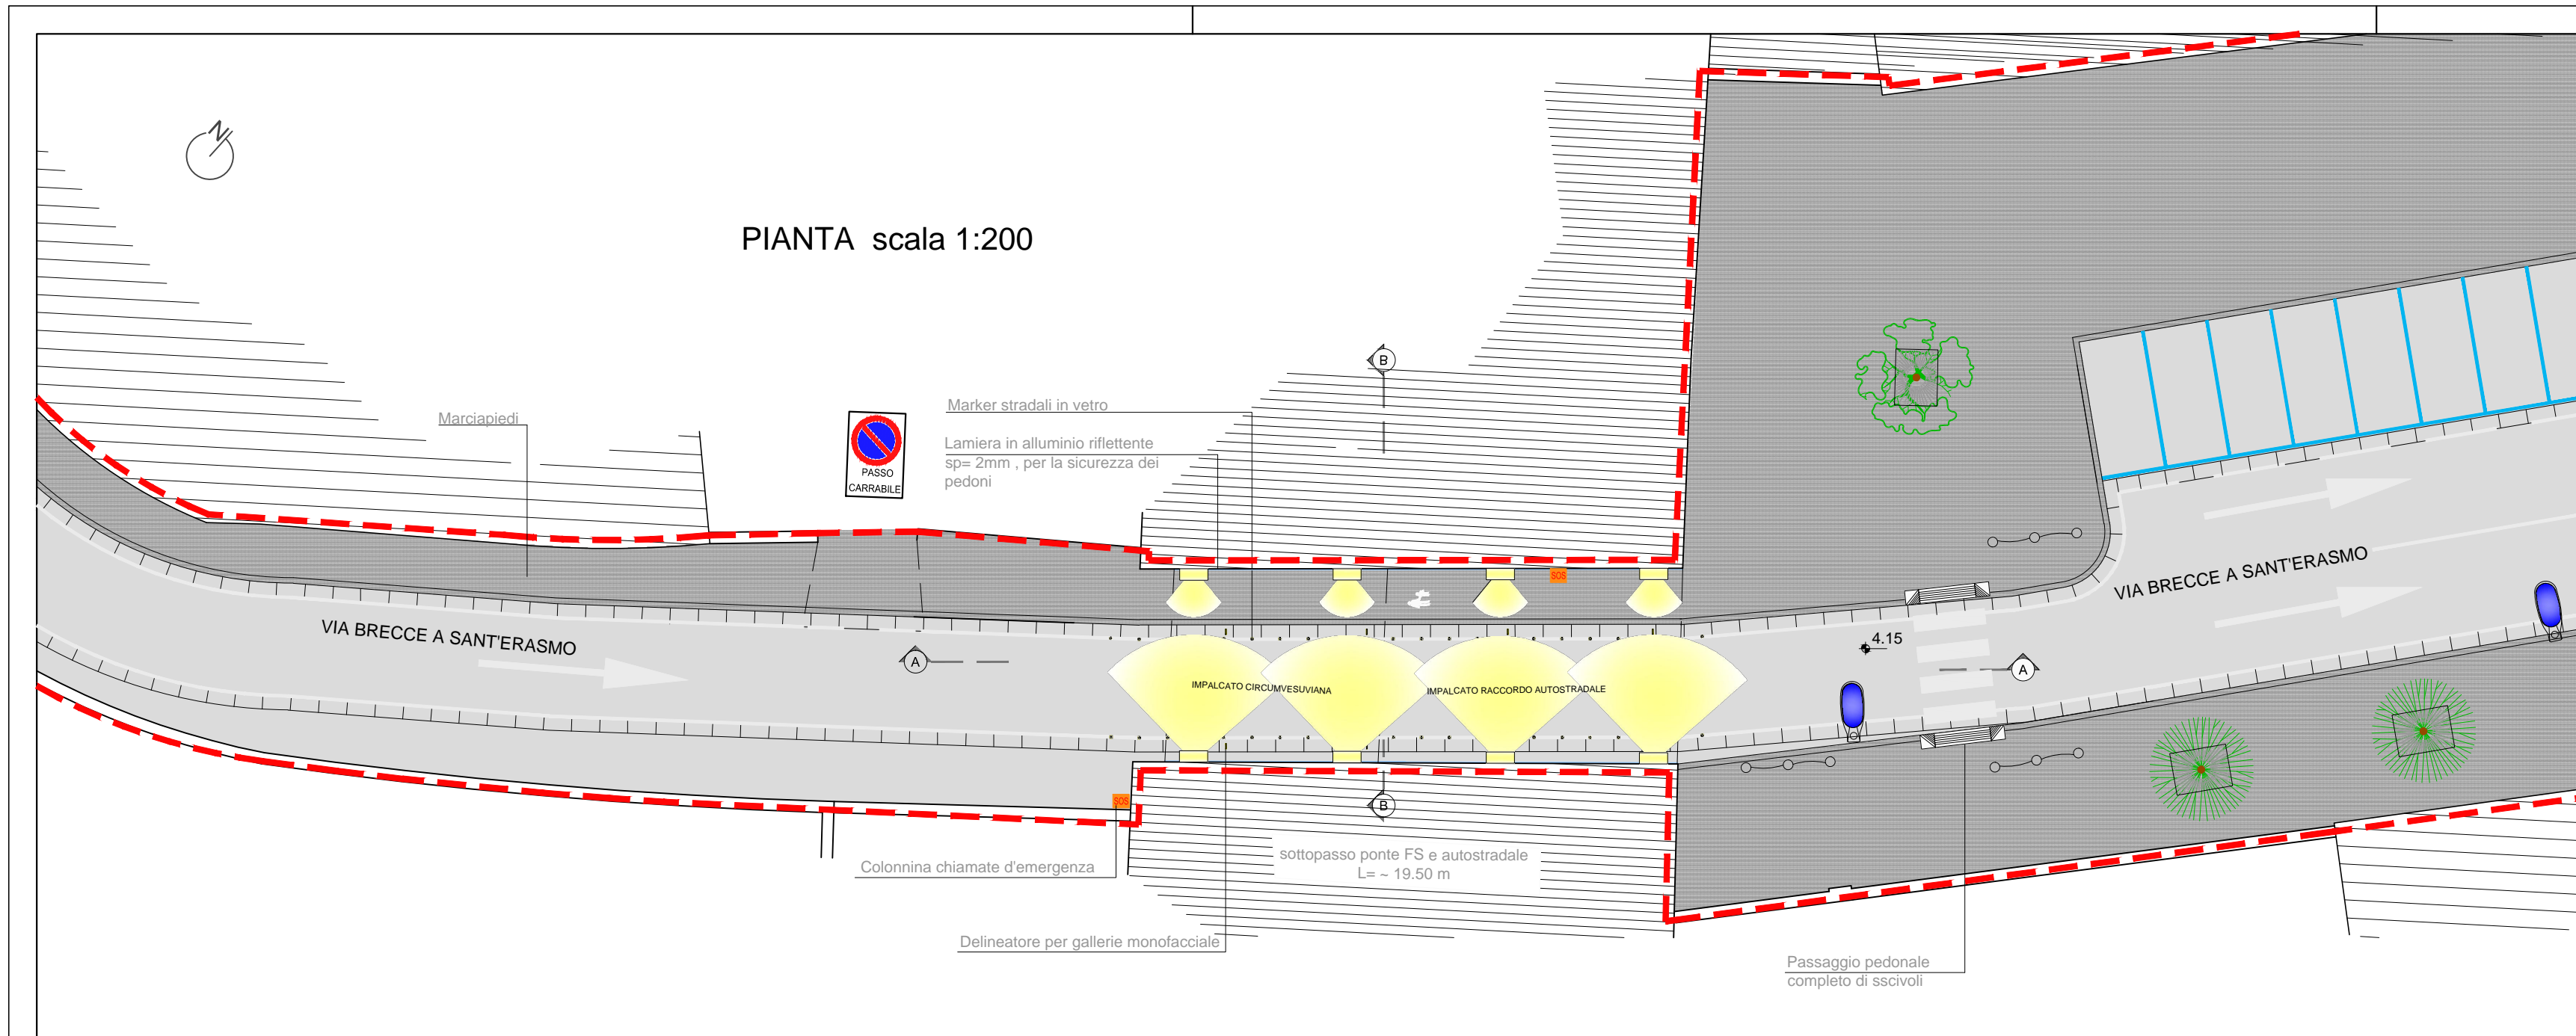 N
PIANTA scala 1:200
B
Marciapiedi
Marker stradali in vetro
Lamiera in alluminio riflettente
sp= 2mm , per la sicurezza dei
pedoni
PASSO
CARRABILE
SOS
VIA BRECCE A SANT'ERASMO
VIA BRECCE A SANT'ERASMO
4.15
A
A
IMPALCATO CIRCUMVESUVIANA
IMPALCATO RACCORDO AUTOSTRADALE
SOS
B
Colonnina chiamate d'emergenza
sottopasso ponte FS e autostradale
L= ~ 19.50 m
Delineatore per gallerie monofacciale
Passaggio pedonale
completo di sscivoli